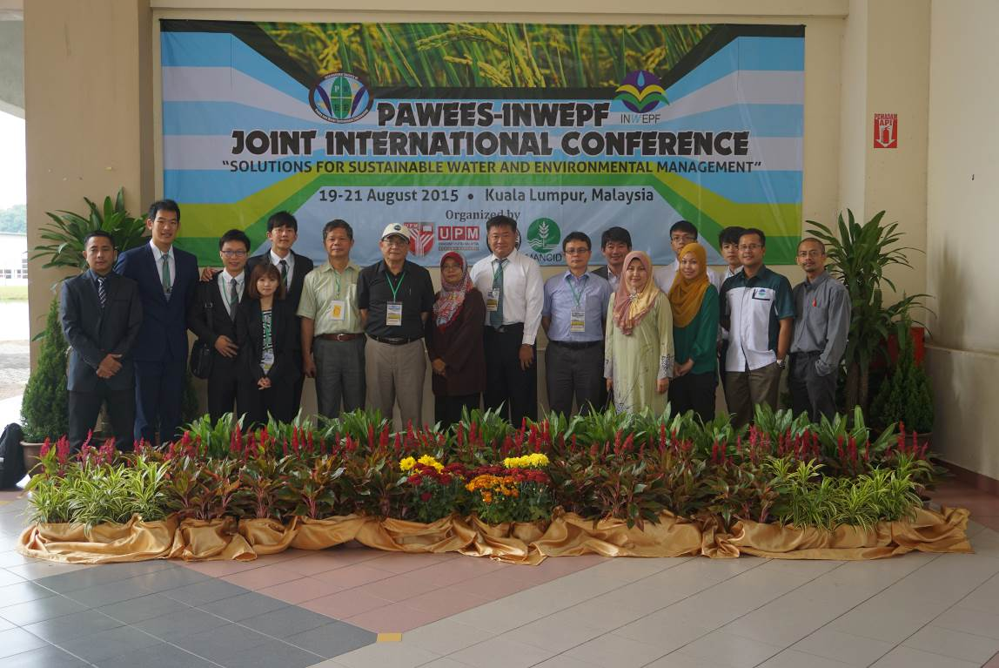 PAWEES-INWEPF
INWEPF
JOINT INTERNATIONAL CONFERENCE
"SOLUTIONS FOR SUSTAINABLE WATER AND ENVIRONMENTAL MANAGEMENT"
19-21 August 2015 • Kuala Lumpur, Malaysia
Organized by
UPM
MANCID
PEMADAM
API